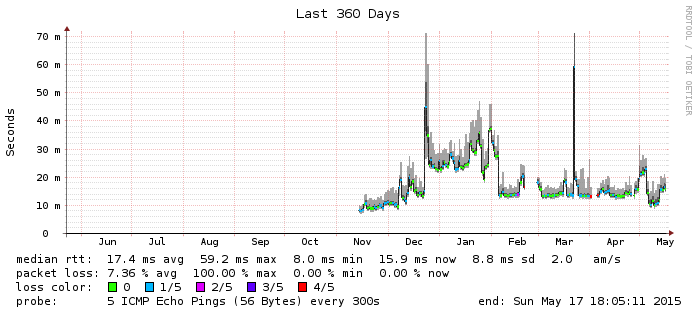 Last 360 Days
RRDTOOL / TOBI OETIKER
Seconds
70 m
60 m
50 m
40 m
30 m
20 m
10 m
0
Jun Jul Aug Sep Oct Nov Dec Jan Feb Mar Apr May
median rtt: 17.4 ms avg 59.2 ms max 8.0 ms min 15.9 ms now 8.8 ms sd 2.0 am/s
packet loss: 7.36 % avg 100.00 % max 0.00 % min 0.00 % now
loss color: 0 1/5 2/5 3/5 4/5
probe: 5 ICMP Echo Pings (56 Bytes) every 300s end: Sun May 17 18:05:11 2015